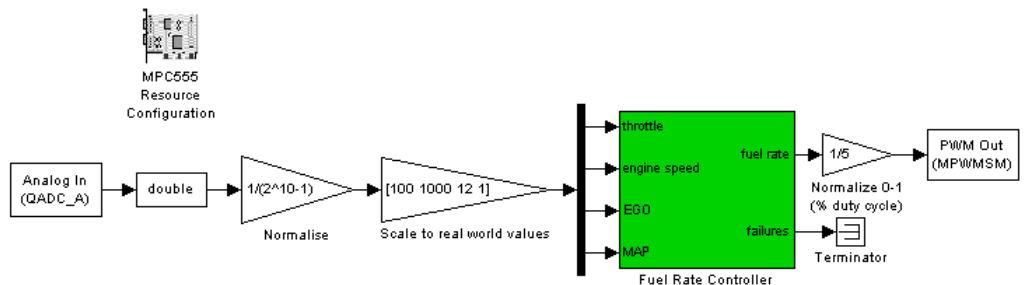 MPC555
Resource
Configuration
Analog In
(QADC_A)
double
1/(2^10-1)
Normalise
[100 1000 12 1]
Scale to real world values
throttle
engine speed
EGO
MAP
fuel rate
failures
Fuel Rate Controller
1/5
Normalize 0-1
(% duty cycle)
PWM Out
(MPWMSM)
Terminator